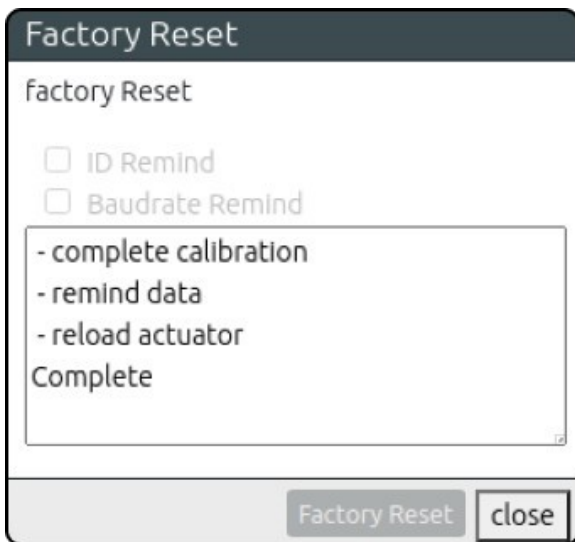 Factory Reset
factory Reset
ID Remind
Baudrate Remind
- complete calibration
- remind data
- reload actuator
Complete
Factory Reset
close